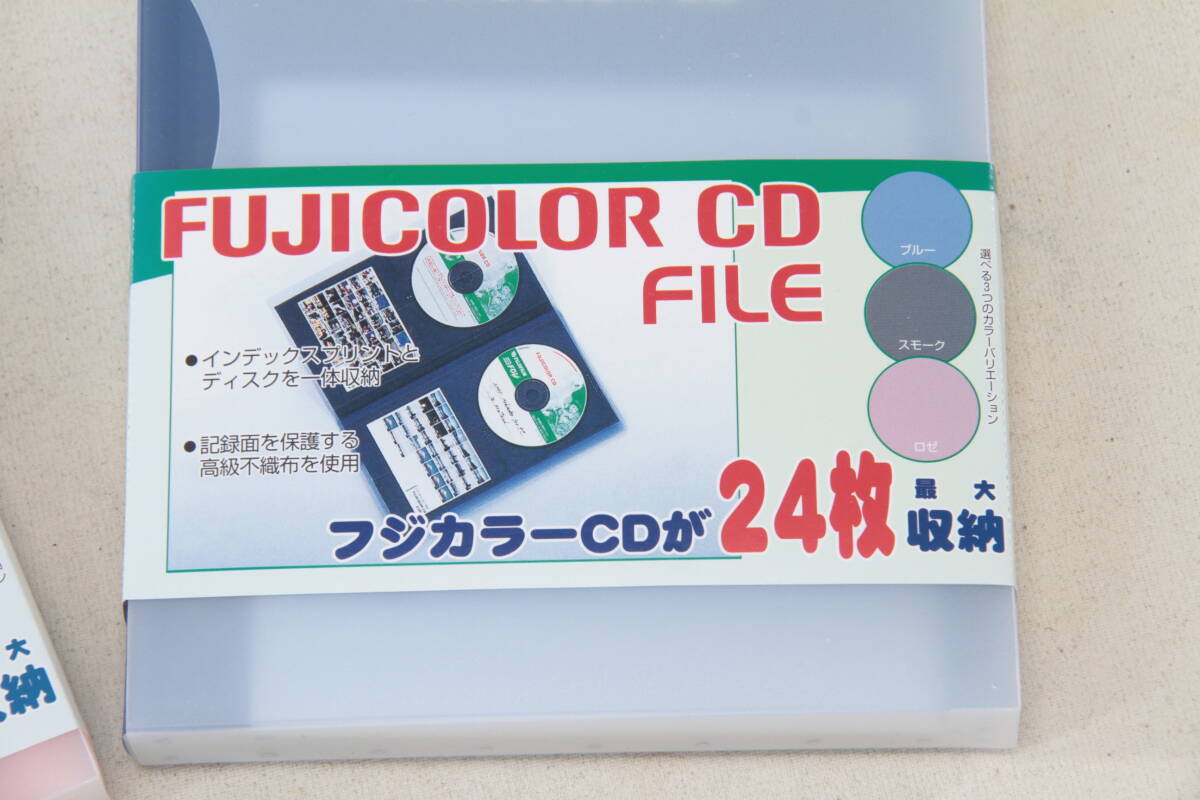 FUJICOLOR CD
FILE
ブルー
スモーク
ロゼ
選べる3つのカラーバリエーション
●インデックスプリントと
ディスクを一体収納
●記録面を保護する
高級不織布を使用
FUJICOLOR CD
フジカラーCDが24枚
最大
収納
大
納